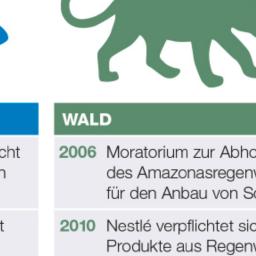 WALD
cht
n
2006 Moratorium zur Abho
des Amazonasregenw
für den Anbau von So
t
2010 Nestlé verpflichtet sic
Produkte aus Regenw